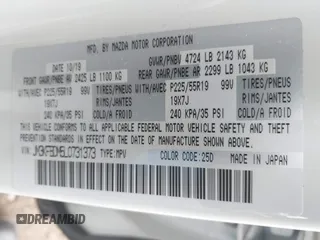 MFD. BY MAZDA MOTOR CORPORATION
DATE 10/19 GVWR/PNBV 4724 LB 2143 KG
FRONT GAWR/PNBE AV 2425 LB 1100 KG REAR GAWR/PNBE AR 2299 LB 1043 KG
WITH/AVEC P225/55R19 99V TIRES/PNEUS WITH/AVEC P225/55R19 99V TIRES/PNEUS
19X7J RIMS/JANTES 19X7J
240 KPA/35 PSI 240 KPA/35 PSI
COLD/A FROID COLD/A FROID
THIS VEHICLE CONFORMS TO ALL APPLICABLE FEDERAL MOTOR VEHICLE
SAFETY, BUMPER, AND THEFT PREVENTION STANDARDS IN EFFECT ON THE
DATE OF MANUFACTURE SHOWN ABOVE.
TYPE:MPV COLOR CODE:25D MADE IN JAPAN